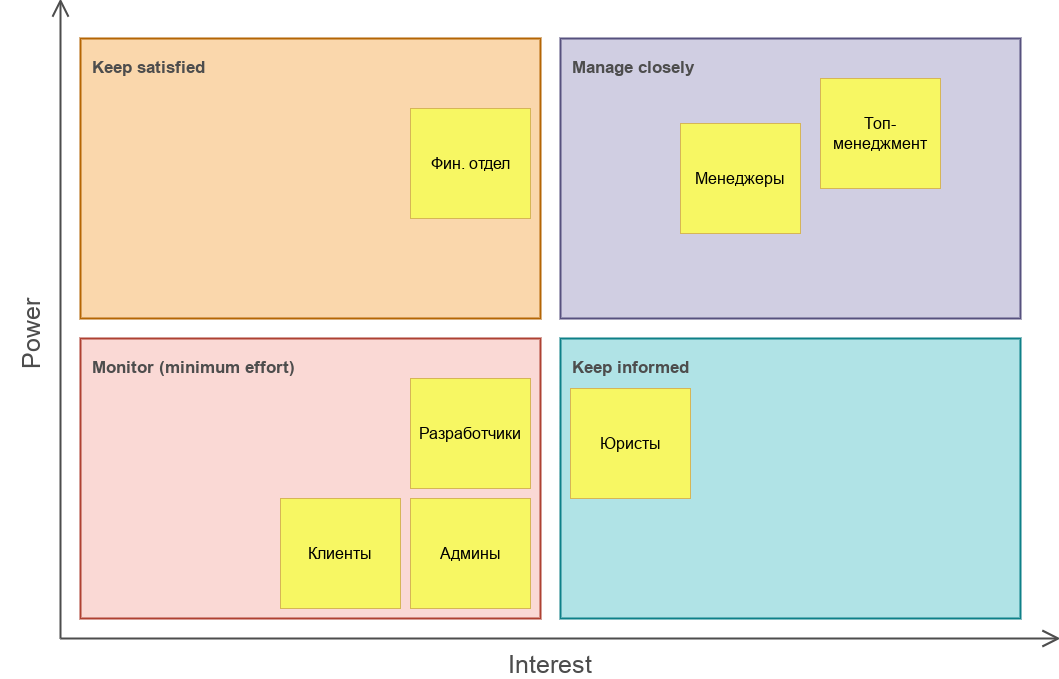 Keep satisfied
Фин. отдел
Manage closely
Топ-
менеджмент
Менеджеры
Power
Monitor (minimum effort)
Разработчики
Клиенты
Админы
Keep informed
Юристы
Interest